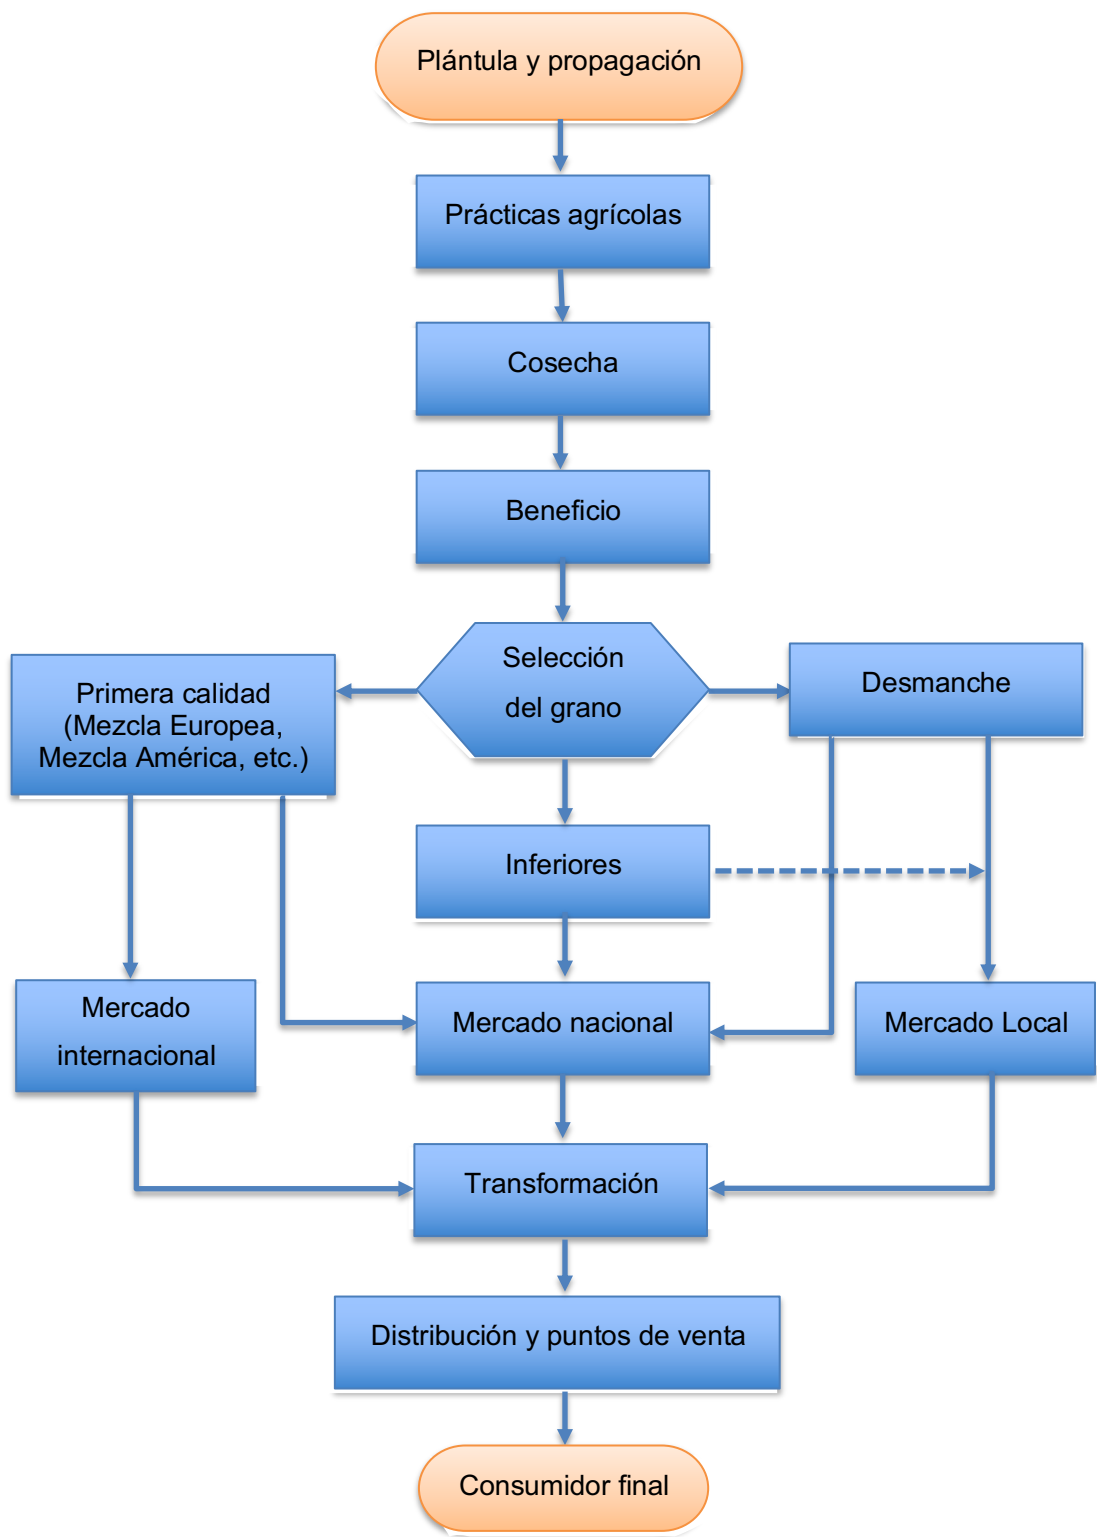 Plántula y propagación
Prácticas agrícolas
Cosecha
Beneficio
Selección
del grano
Primera calidad
(Mezcla Europea,
Mezcla América, etc.)
Desmanche
Inferiores
Mercado
internacional
Mercado nacional
Mercado Local
Transformación
Distribución y puntos de venta
Consumidor final